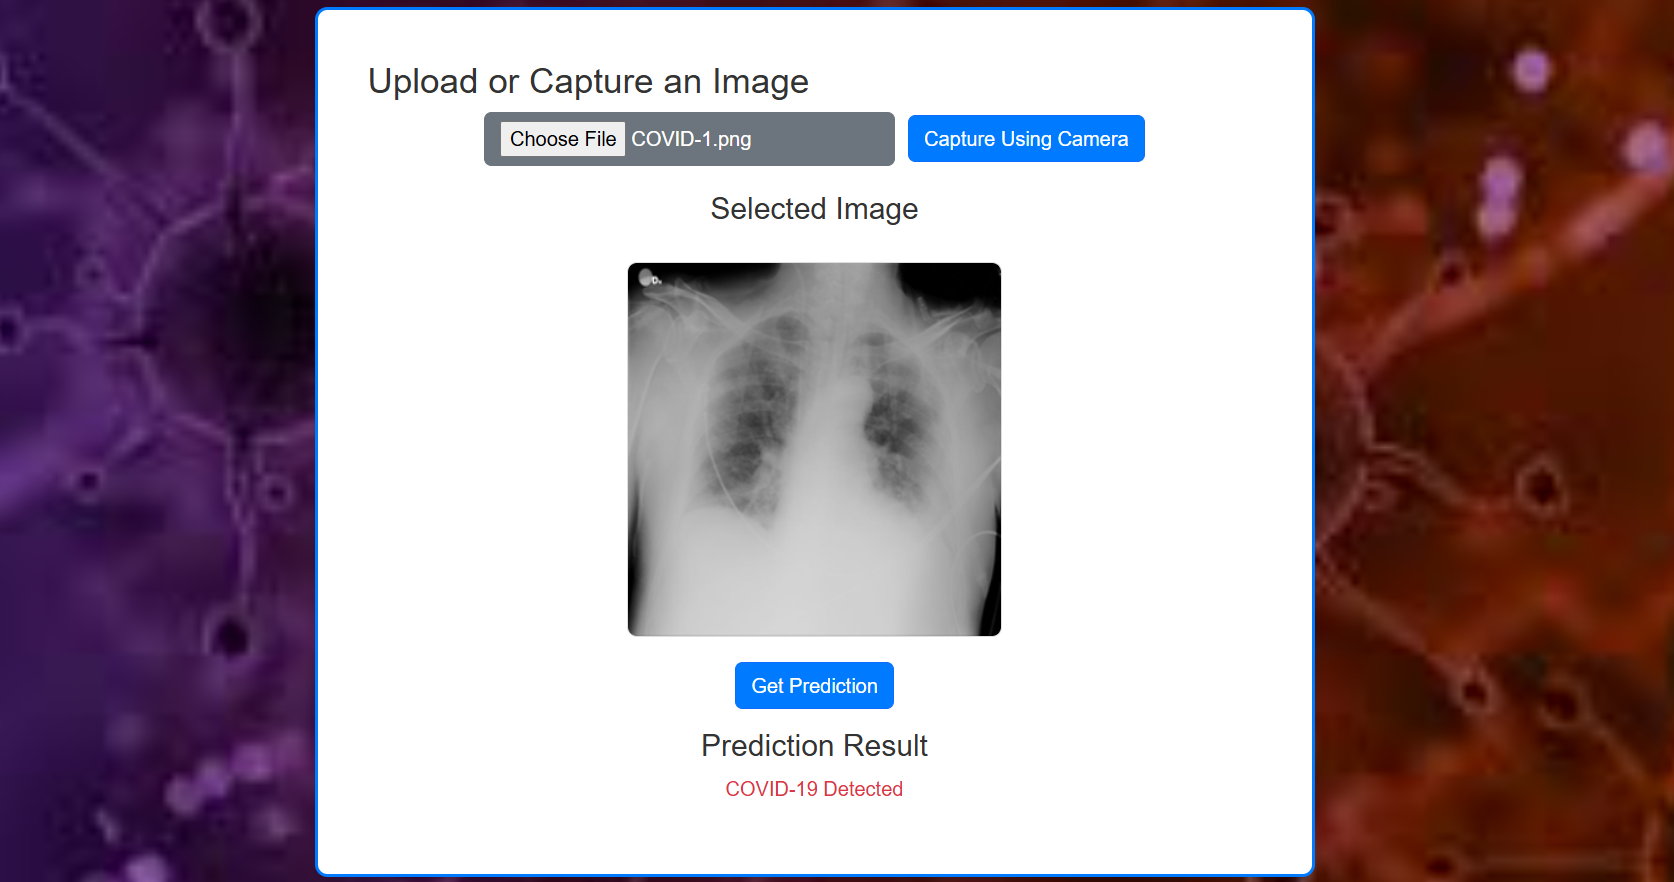 Upload or Capture an Image
Choose File COVID-1.png
Capture Using Camera
Selected Image
Get Prediction
Prediction Result
COVID-19 Detected